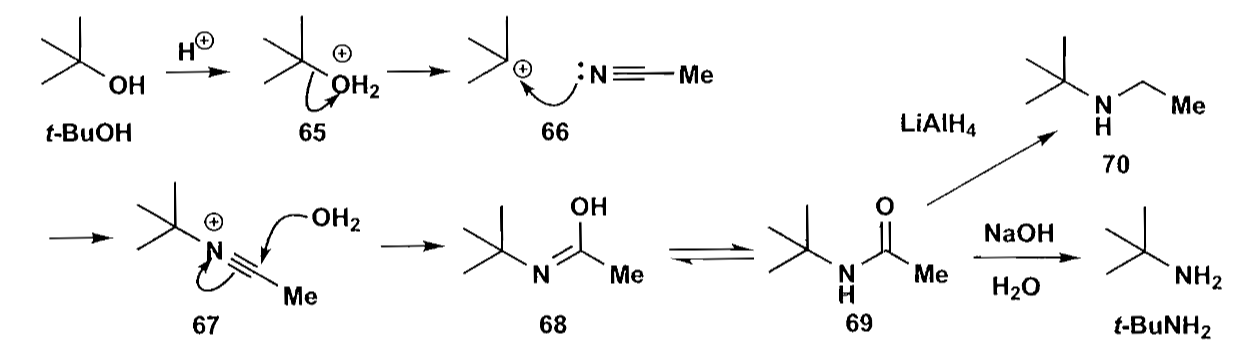 OH
t-BuOH
H⊕
⊕
OH2
65
⊕
:N
Me
66
LiAlH4
N
H
Me
70
⊕
N
OH2
Me
67
OH
N
Me
68
O
N
H
Me
69
NaOH
H2O
NH2
t-BuNH2